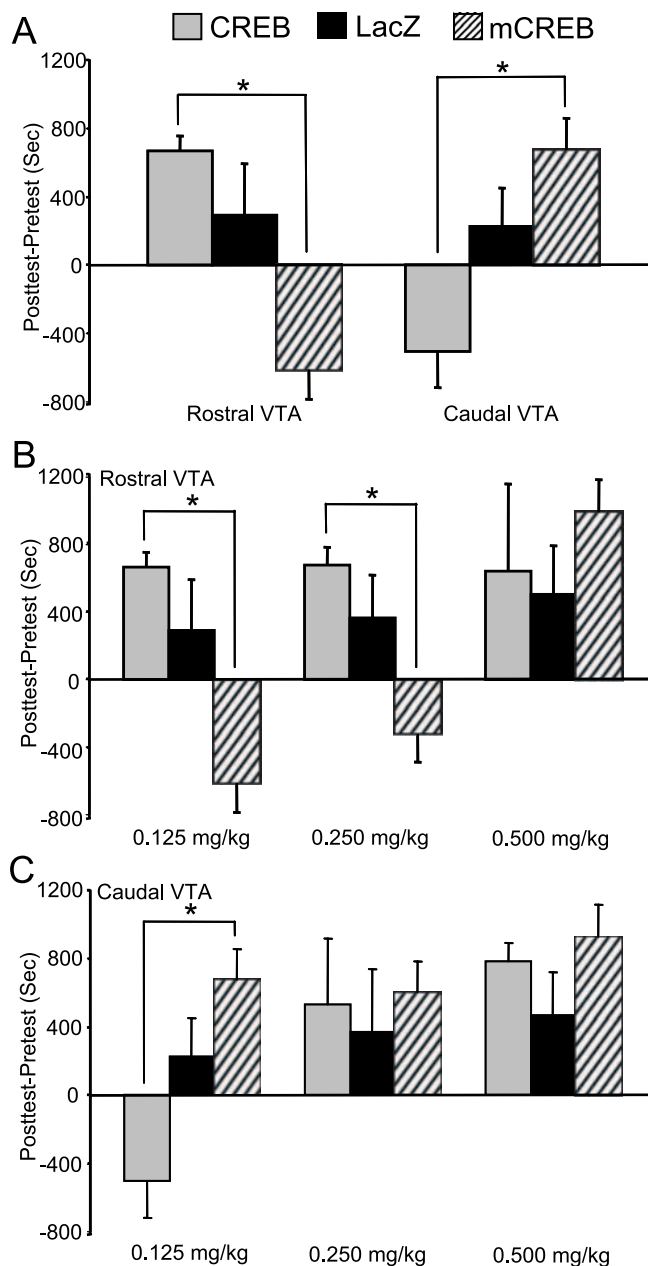 A
CREB LacZ mCREB
Posttest-Pretest (Sec)
1200
800
400
0
-400
-800
* *
Rostral VTA Caudal VTA
B
Rostral VTA
Posttest-Pretest (Sec)
1200
800
400
0
-400
-800
* *
0.125 mg/kg 0.250 mg/kg 0.500 mg/kg
C
Caudal VTA
Posttest-Pretest (Sec)
1200
800
400
0
-400
-800
*
0.125 mg/kg 0.250 mg/kg 0.500 mg/kg